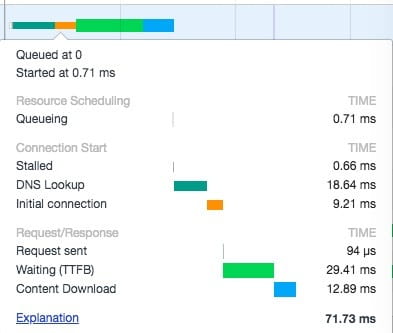 Queued at 0
Started at 0.71 ms
Resource Scheduling TIME
Queueing 0.71 ms
Connection Start TIME
Stalled 0.66 ms
DNS Lookup 18.64 ms
Initial connection 9.21 ms
Request/Response TIME
Request sent 94 µs
Waiting (TTFB) 29.41 ms
Content Download 12.89 ms
Explanation 71.73 ms